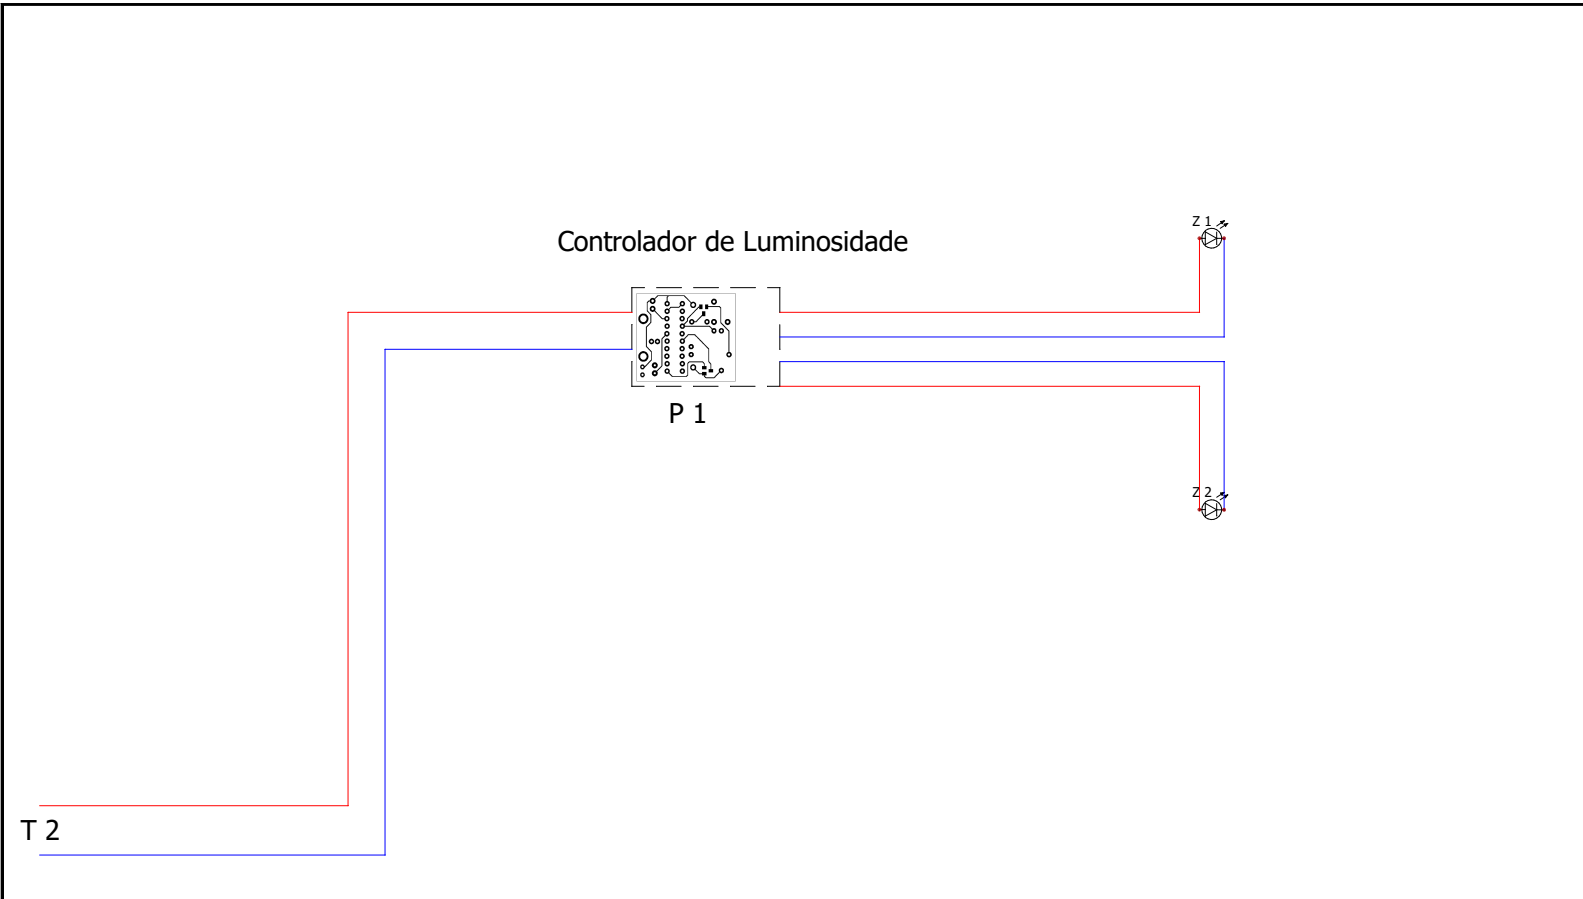 Z 1
Controlador de Luminosidade
P 1
Z 2
T 2